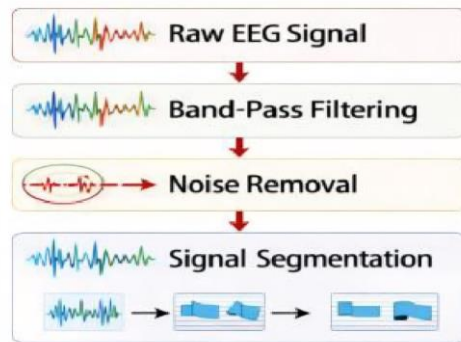 Raw EEG Signal
Band-Pass Filtering
Noise Removal
Signal Segmentation